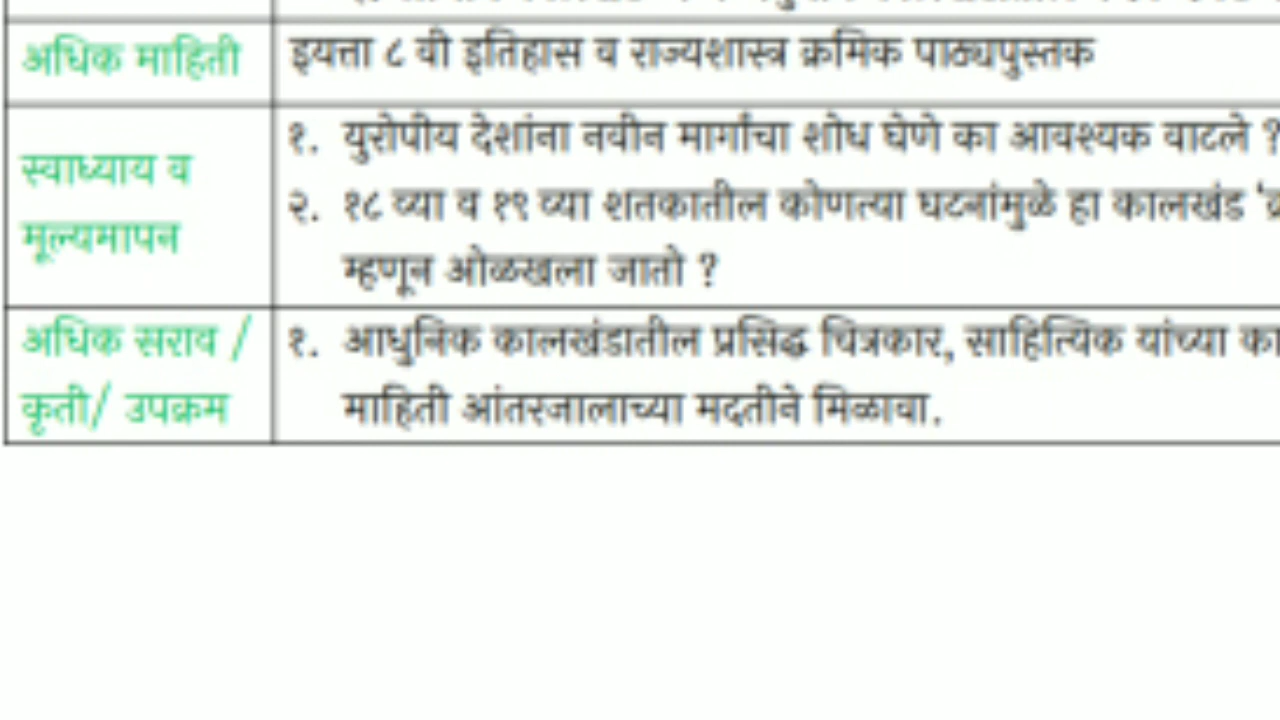 अधिक माहिती
इयत्ता ८ वी इतिहास व राज्यशास्त्र क्रमिक पाठ्यपुस्तक
स्वाध्याय व
मूल्यमापन
१. युरोपीय देशांना नवीन मार्गांचा शोध घेणे का आवश्यक वाटले ?
२. १८ व्या व १९ व्या शतकातील कोणत्या घटनांमुळे हा कालखंड
म्हणून ओळखला जातो ?
अधिक सराव /
कृती/ उपक्रम
१. आधुनिक कालखंडातील प्रसिद्ध चित्रकार, साहित्यिक यांच्या
माहिती आंतरजालाच्या मदतीने मिळावा.